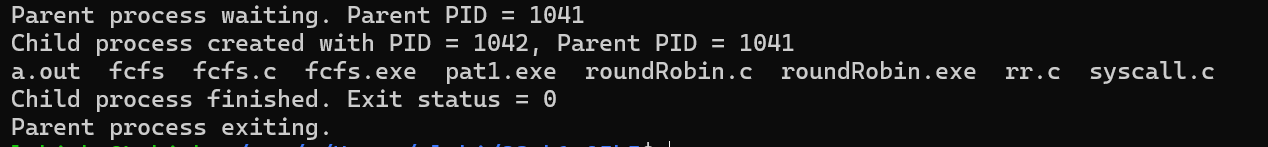 Parent process waiting. Parent PID = 1041
Child process created with PID = 1042, Parent PID = 1041
a.out  fcfs  fcfs.c  fcfs.exe  pat1.exe  roundRobin.c  roundRobin.exe  rr.c  syscall.c
Child process finished. Exit status = 0
Parent process exiting.